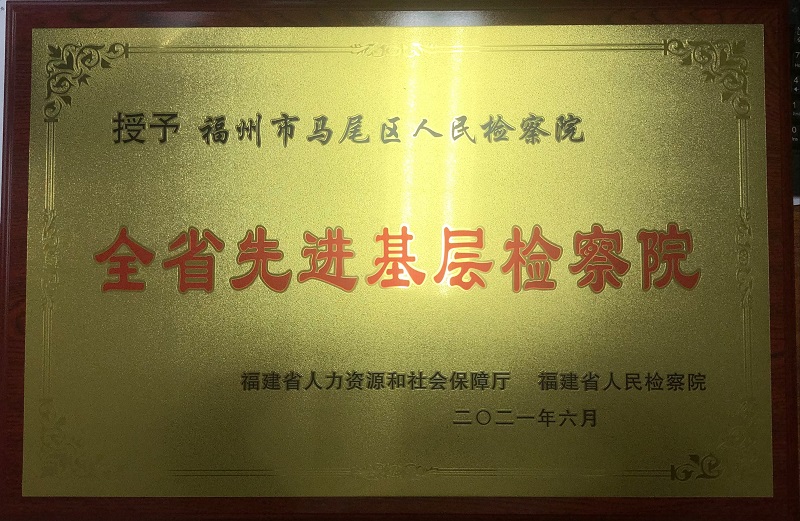 授予 福州市马尾区人民检察院
全省先进基层检察院
福建省人力资源和社会保障厅 福建省人民检察院
二〇二一年六月